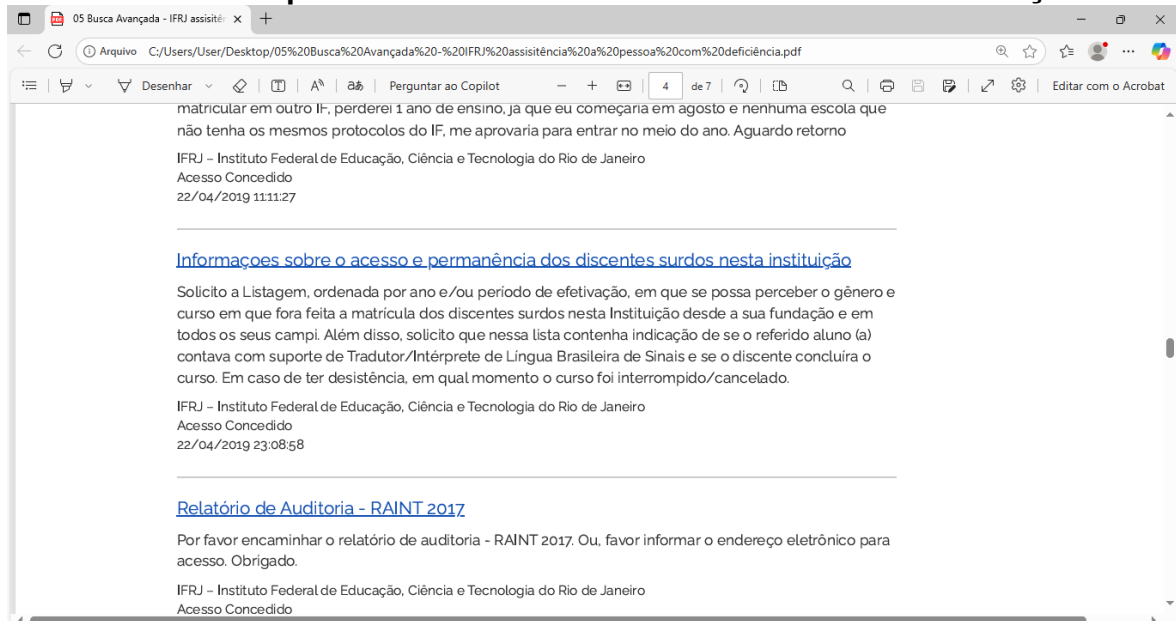 05 Busca Avançada - IFRJ assisitê
Arquivo C:/Users/User/Desktop/05%20Busca%20Avançada%20-%20IFRJ%20assisitência%20a%20pessoa%20com%20deficiência.pdf
Desenhar Perguntar ao Copilot 4 de 7 Editar com o Acrobat
matricular em outro IF, perderei 1 ano de ensino, já que eu começaria em agosto e nenhuma escola que
não tenha os mesmos protocolos do IF, me aprovaria para entrar no meio do ano. Aguardo retorno
IFRJ – Instituto Federal de Educação, Ciência e Tecnologia do Rio de Janeiro
Acesso Concedido
22/04/2019 11:11:27
Informaçoes sobre o acesso e permanência dos discentes surdos nesta instituição
Solicito a Listagem, ordenada por ano e/ou período de efetivação, em que se possa perceber o gênero e
curso em que fora feita a matrícula dos discentes surdos nesta Instituição desde a sua fundação e em
todos os seus campi. Além disso, solicito que nessa lista contenha indicação de se o referido aluno (a)
contava com suporte de Tradutor/Intérprete de Língua Brasileira de Sinais e se o discente concluíra o
curso. Em caso de ter desistência, em qual momento o curso foi interrompido/cancelado.
IFRJ – Instituto Federal de Educação, Ciência e Tecnologia do Rio de Janeiro
Acesso Concedido
22/04/2019 23:08:58
Relatório de Auditoria - RAINT 2017
Por favor encaminhar o relatório de auditoria - RAINT 2017. Ou, favor informar o endereço eletrônico para
acesso. Obrigado.
IFRJ – Instituto Federal de Educação, Ciência e Tecnologia do Rio de Janeiro
Acesso Concedido